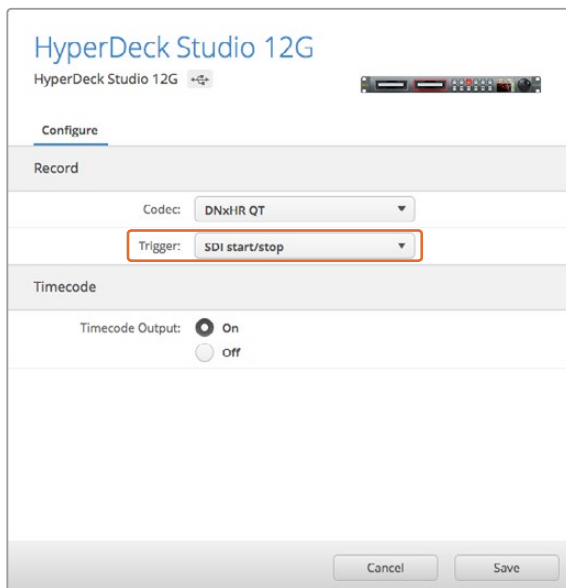 HyperDeck Studio 12G
HyperDeck Studio 12G
Configure
Record
Codec: DNxHR QT
Trigger: SDI start/stop
Timecode
Timecode Output: On
Off
Cancel Save